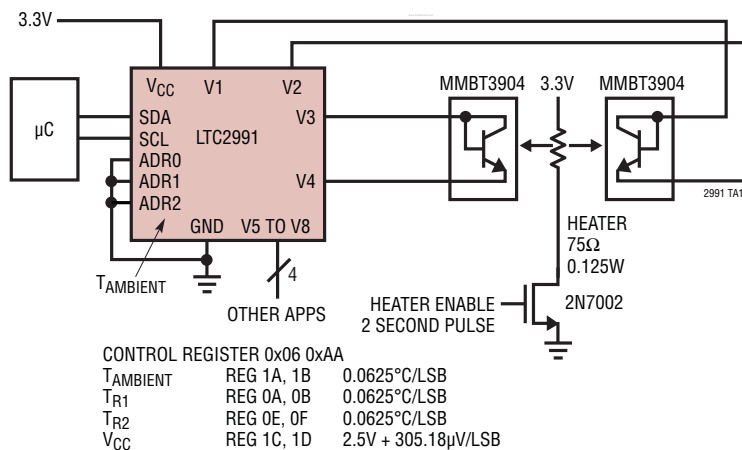 3.3V
VCC V1 V2
MMBT3904 3.3V MMBT3904
µC
SDA
SCL
ADR0
ADR1
ADR2
LTC2991
V3
V4
GND V5 TO V8
TAMBIENT
4
OTHER APPS
2991 TA1
HEATER
75Ω
0.125W
HEATER ENABLE
2 SECOND PULSE
2N7002
CONTROL REGISTER 0x06 0xAA
TAMBIENT REG 1A, 1B 0.0625°C/LSB
TR1 REG 0A, 0B 0.0625°C/LSB
TR2 REG 0E, 0F 0.0625°C/LSB
VCC REG 1C, 1D 2.5V + 305.18µV/LSB